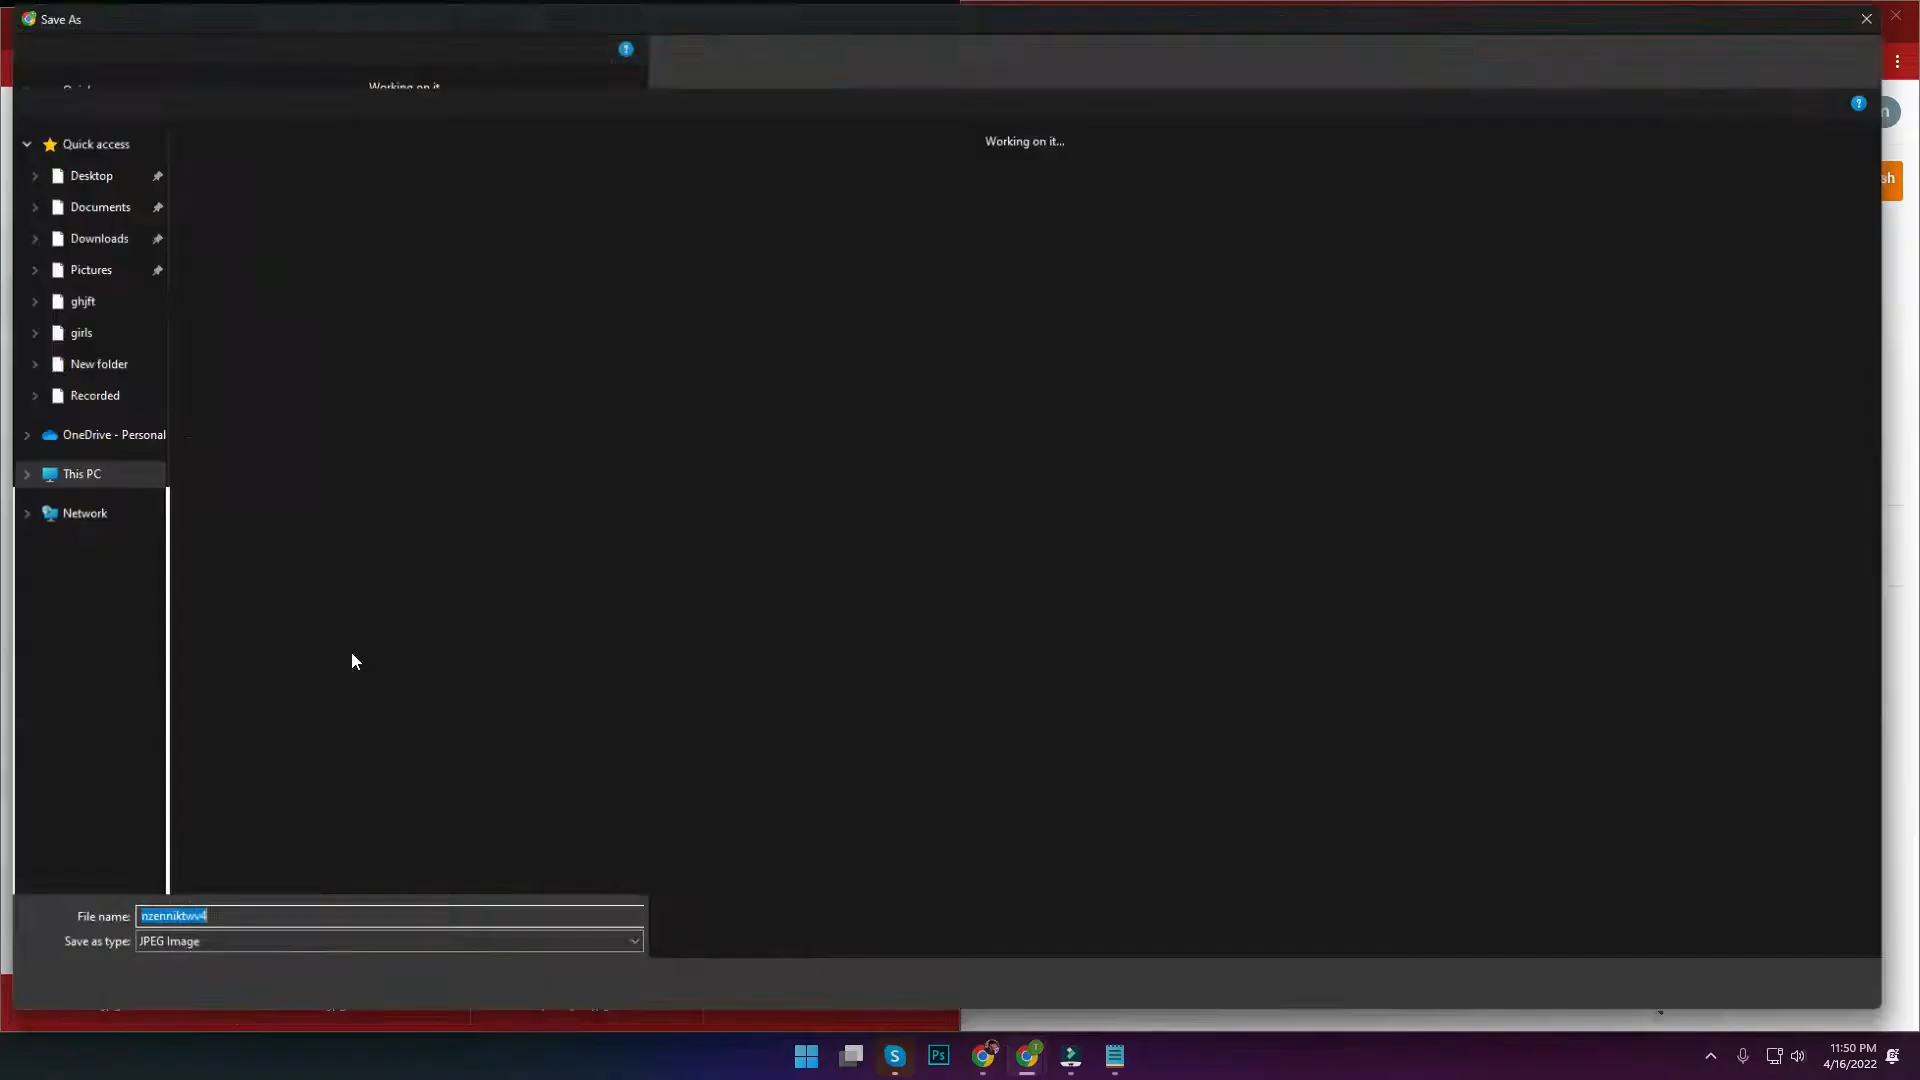 Save As
Working on it
Working on it...
Quick access
Desktop
Documents
Downloads
Pictures
ghjft
girls
New folder
Recorded
OneDrive - Personal
This PC
Network
File name: nzenniktwv4
Save as type: JPEG Image
sh
n
S
Ps
T
11:50 PM
4/16/2022